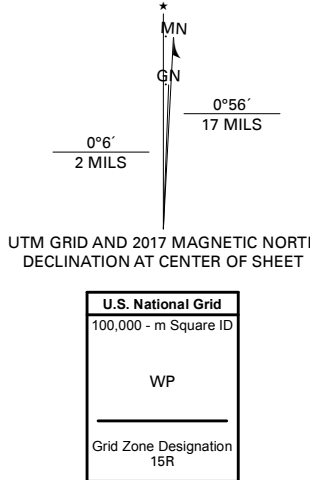 MN
GN
0°56´
17 MILS
0°6´
2 MILS
UTM GRID AND 2017 MAGNETIC NORTH
DECLINATION AT CENTER OF SHEET
U.S. National Grid
100,000 - m Square ID
WP
Grid Zone Designation
15R